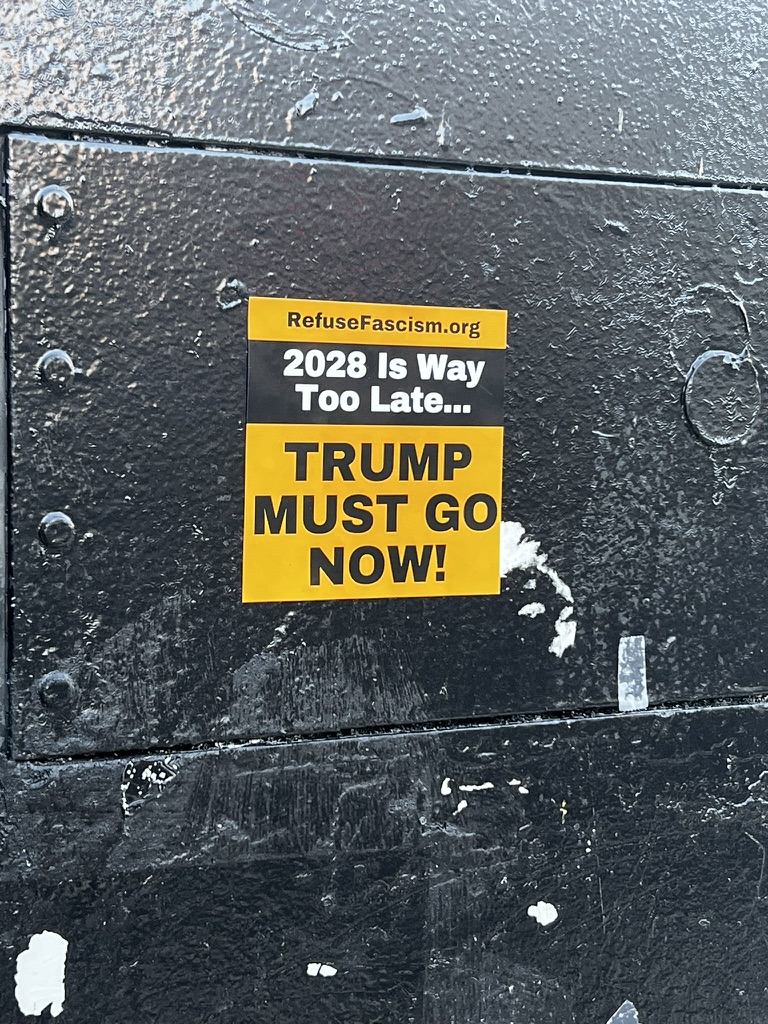 RefuseFascism.org
2028 Is Way
Too Late...
TRUMP
MUST GO
NOW!